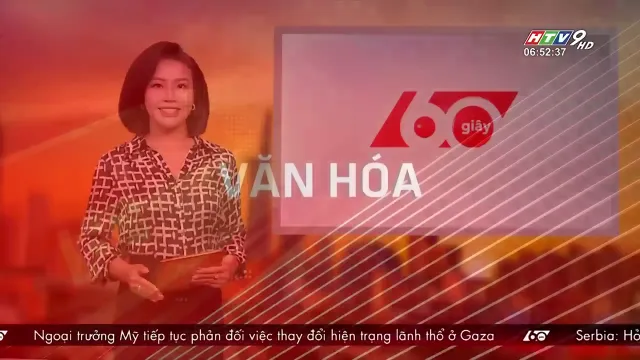 HTV9 HD
06:52:37
60 giây
VĂN HÓA
Ngoại trưởng Mỹ tiếp tục phản đối việc thay đổi hiện trạng lãnh thổ ở Gaza 60 Serbia: Hỏ